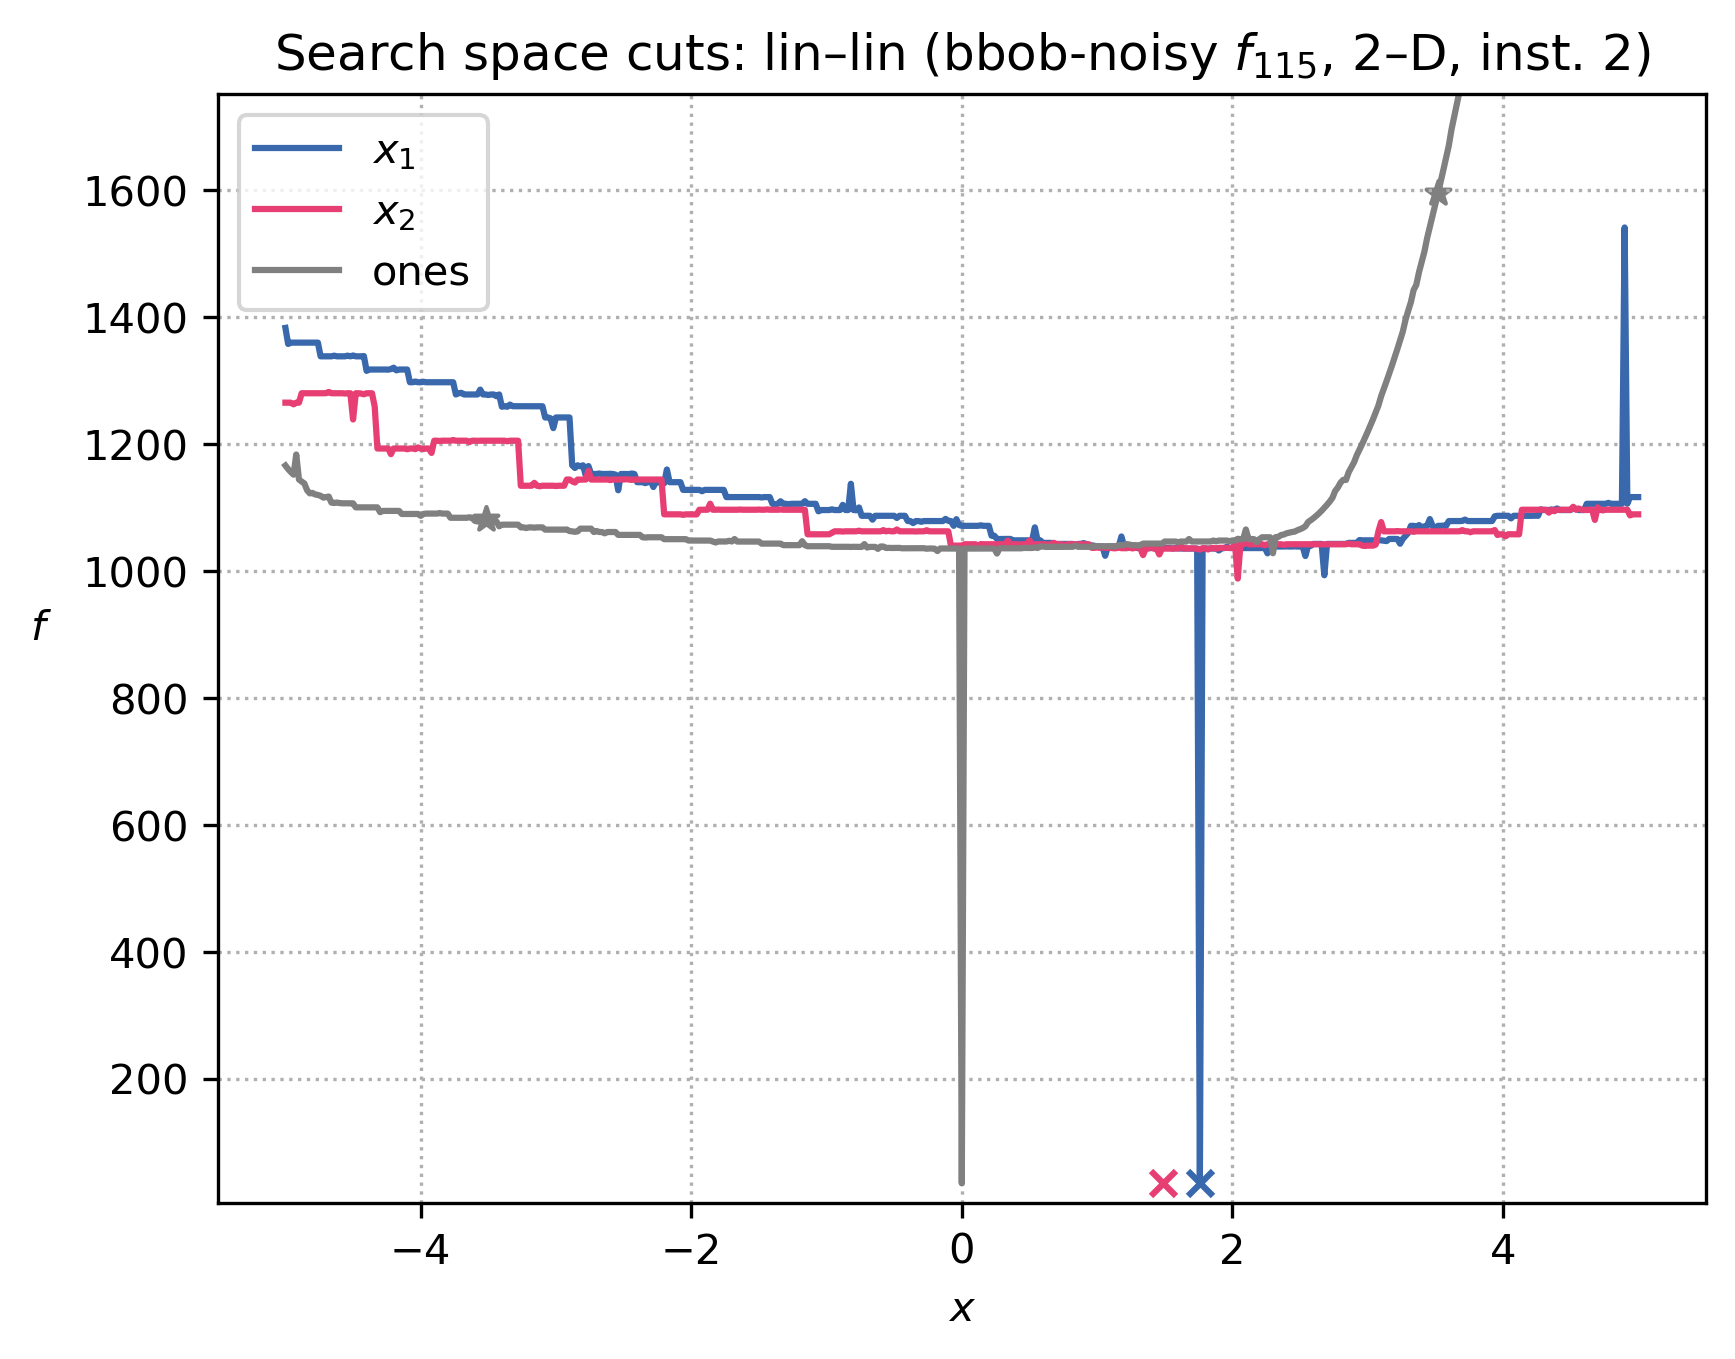 Search space cuts: lin–lin (bbob-noisy f₁₁₅, 2–D, inst. 2)
x₁
x₂
ones
1600
1400
1200
1000
800
600
400
200
f
−4
−2
0
2
4
x